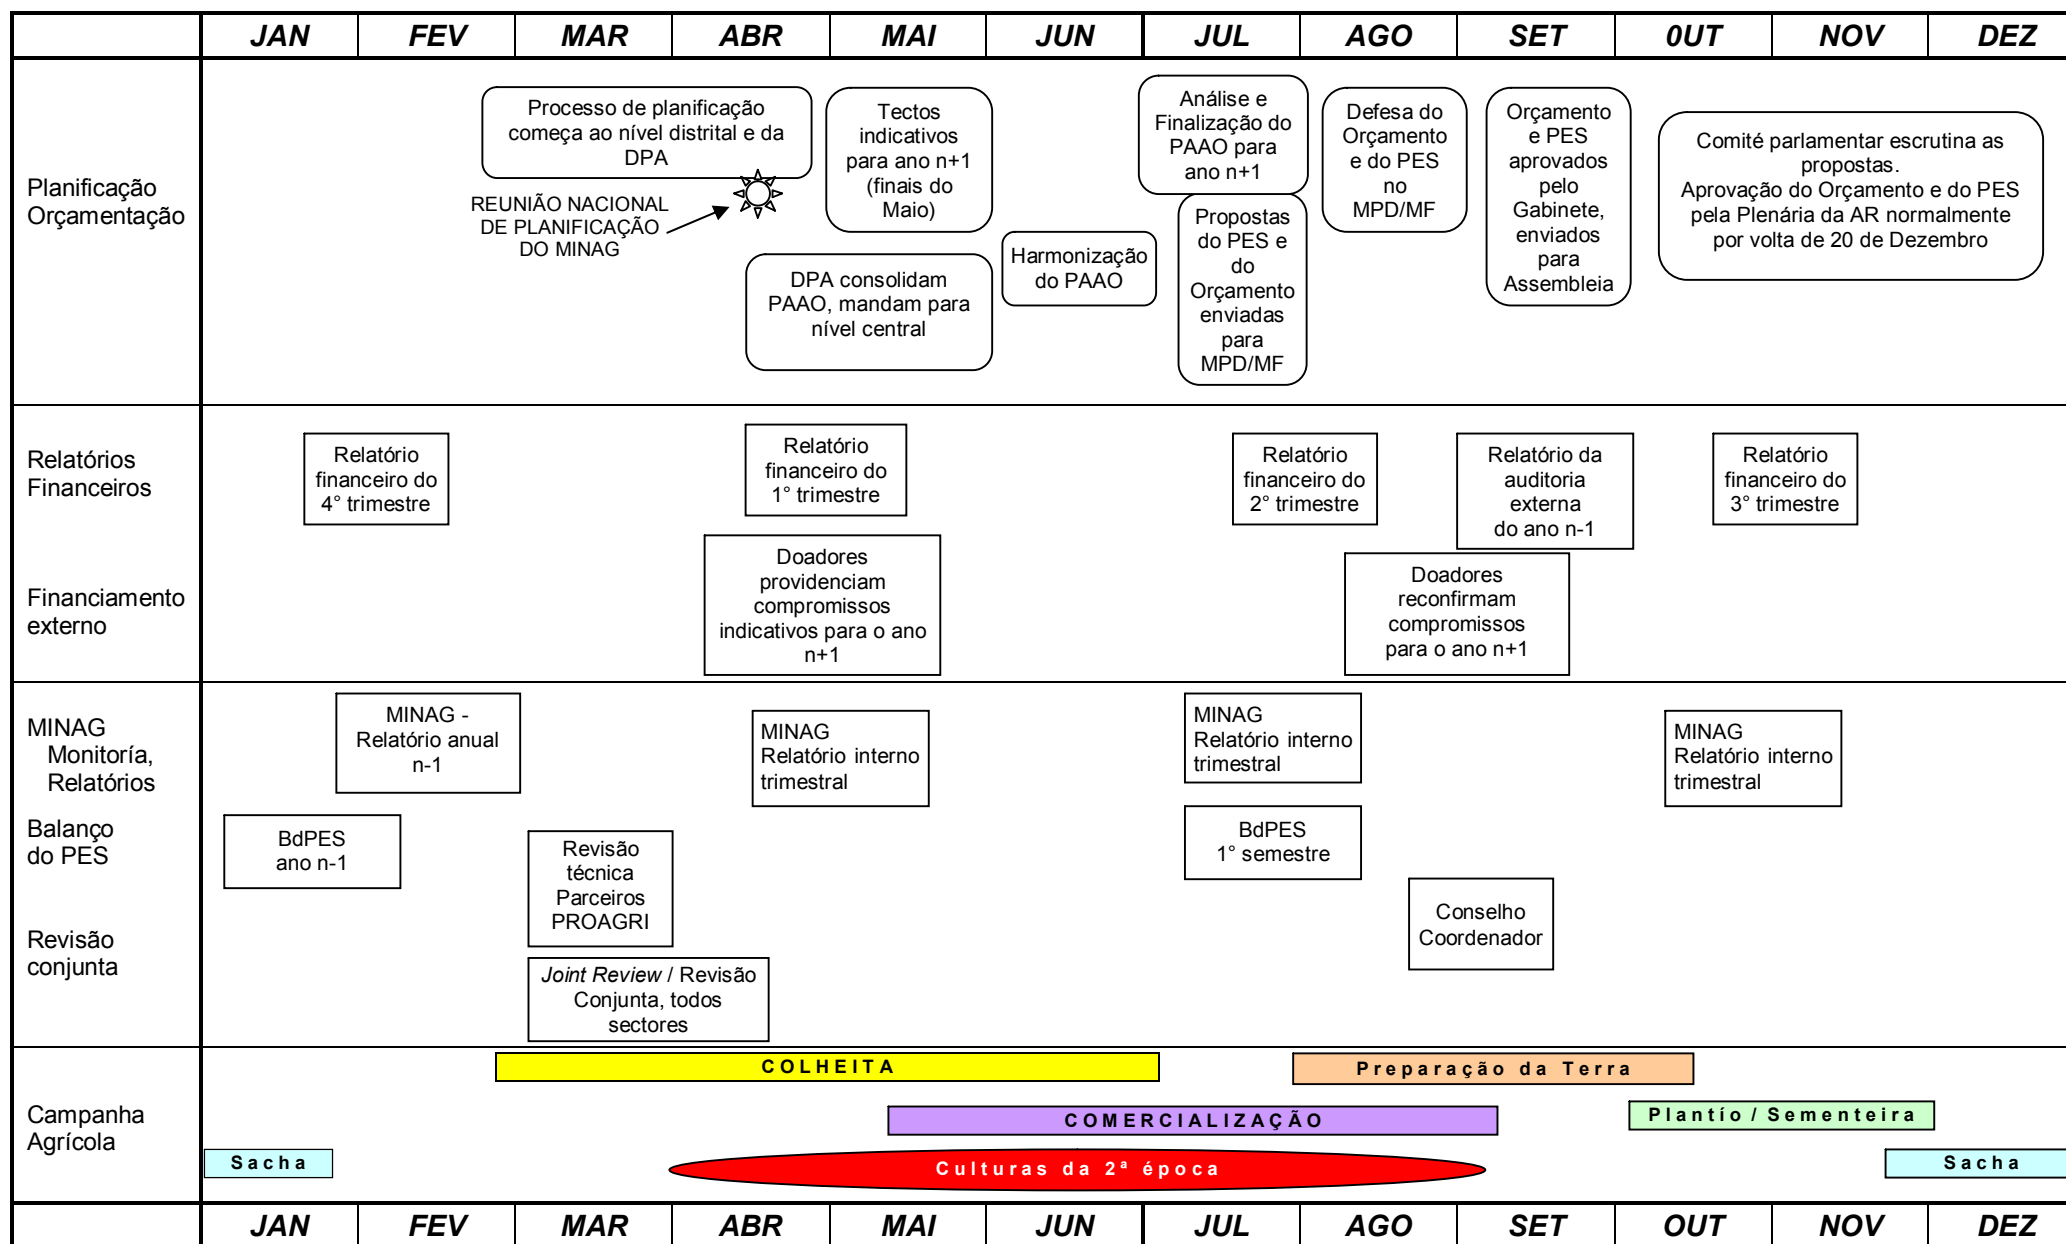 JAN FEV MAR ABR MAI JUN JUL AGO SET 0UT NOV DEZ
Planificação
Orçamentação
Processo de planificação
começa ao nível distrital e da
DPA
REUNIÃO NACIONAL
DE PLANIFICAÇÃO
DO MINAG
Tectos
indicativos
para ano n+1
(finais do
Maio)
DPA consolidam
PAAO, mandam para
nível central
Harmonização
do PAAO
Análise e
Finalização do
PAAO para
ano n+1
Propostas
do PES e
do
Orçamento
enviadas
para
MPD/MF
Defesa do
Orçamento
e do PES
no
MPD/MF
Orçamento
e PES
aprovados
pelo
Gabinete,
enviados
para
Assembleia
Comité parlamentar escrutina as
propostas.
Aprovação do Orçamento e do PES
pela Plenária da AR normalmente
por volta de 20 de Dezembro
Relatórios
Financeiros
Relatório
financeiro do
4° trimestre
Relatório
financeiro do
1° trimestre
Relatório
financeiro do
2° trimestre
Relatório da
auditoria
externa
do ano n-1
Relatório
financeiro do
3° trimestre
Financiamento
externo
Doadores
providenciam
compromissos
indicativos para o ano
n+1
Doadores
reconfirmam
compromissos
para o ano n+1
MINAG
Monitoría,
Relatórios
MINAG -
Relatório anual
n-1
MINAG
Relatório interno
trimestral
MINAG
Relatório interno
trimestral
MINAG
Relatório interno
trimestral
Balanço
do PES
BdPES
ano n-1
Revisão
técnica
Parceiros
PROAGRI
BdPES
1° semestre
Revisão
conjunta
Conselho
Coordenador
Joint Review / Revisão
Conjunta, todos
sectores
Campanha
Agrícola
COLHEITA
Preparação da Terra
COMERCIALIZAÇÃO
Plantío / Sementeira
Sacha
Culturas da 2ª época
Sacha
JAN FEV MAR ABR MAI JUN JUL AGO SET OUT NOV DEZ